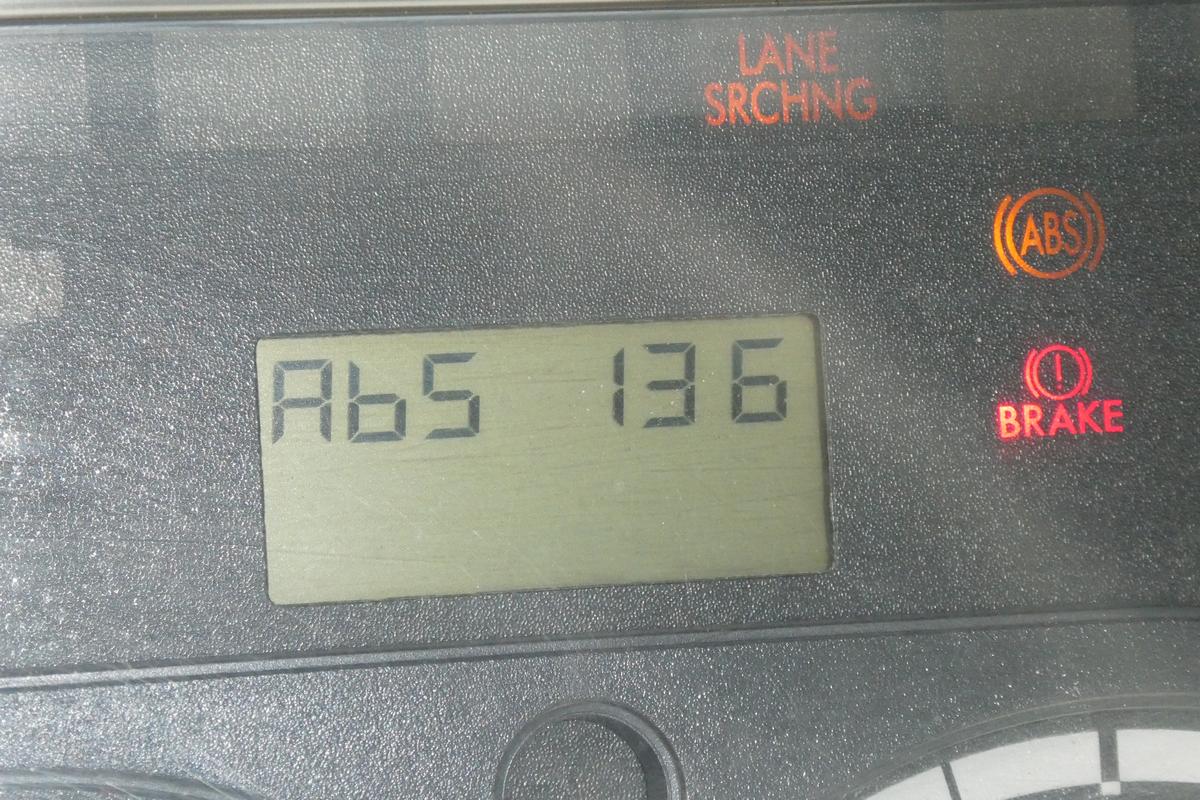 LANE
SRCHNG
ABS
AbS 136
!
BRAKE